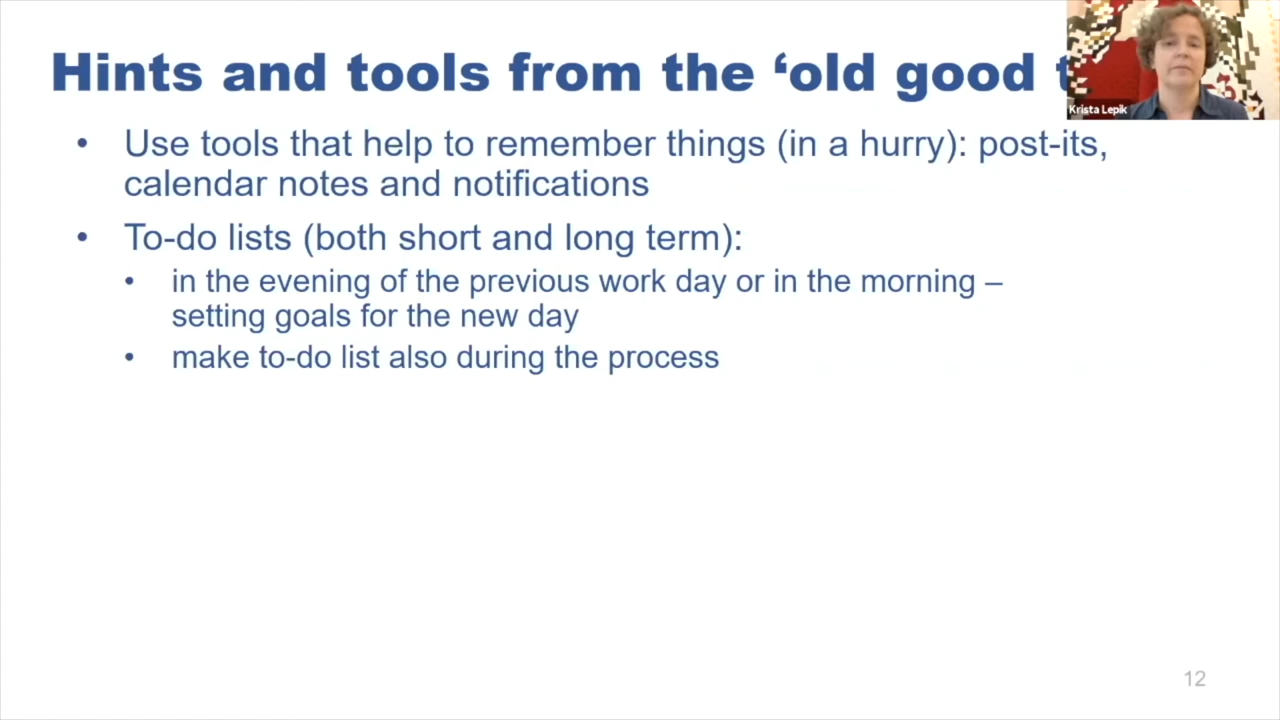 Hints and tools from the ‘old good
Krista Lepik
• Use tools that help to remember things (in a hurry): post-its,
calendar notes and notifications
• To-do lists (both short and long term):
• in the evening of the previous work day or in the morning –
setting goals for the new day
• make to-do list also during the process
12